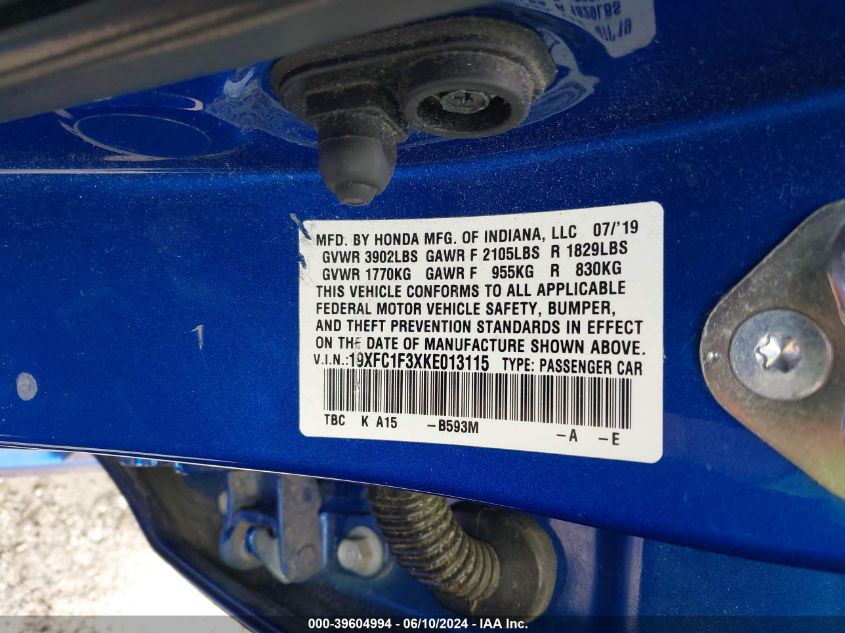 A 1829LBS
07/'19
MFD. BY HONDA MFG. OF INDIANA, LLC 07/'19
GVWR 3902LBS GAWR F 2105LBS R 1829LBS
GVWR 1770KG GAWR F 955KG R 830KG
THIS VEHICLE CONFORMS TO ALL APPLICABLE
FEDERAL MOTOR VEHICLE SAFETY, BUMPER,
AND THEFT PREVENTION STANDARDS IN EFFECT
ON THE DATE OF MANUFACTURE SHOWN ABOVE.
V.I.N.:19XFC1F3XKE013115 TYPE: PASSENGER CAR
TBC K A15 -B593M -A -E
000-39604994 - 06/10/2024 - IAA Inc.